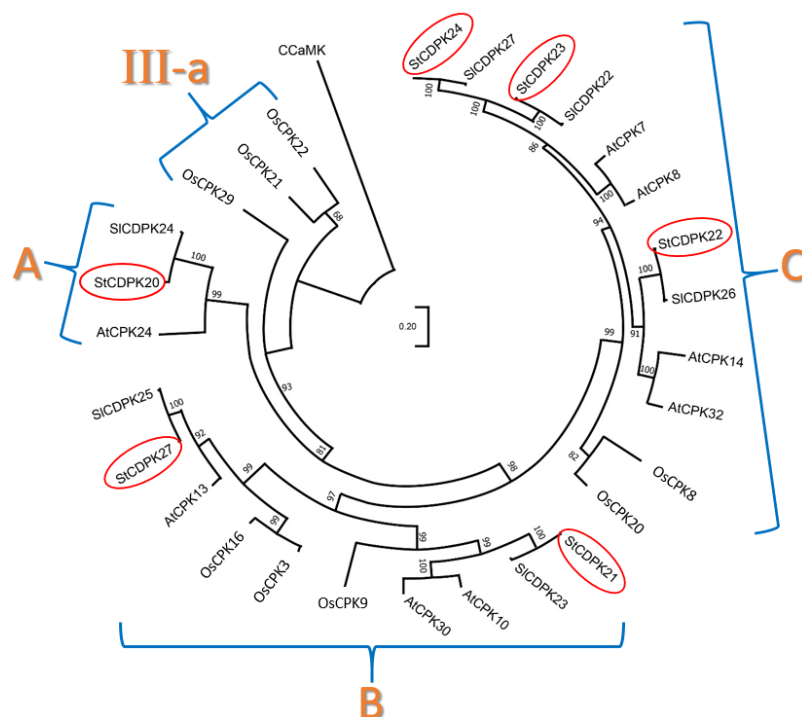 CCaMK
III-a
OsCPK22
OsCPK21
OsCPK29
68
A
SlCDPK24
100
StCDPK20
99
AtCPK24
StCDPK24
SlCDPK27
100
StCDPK23
SlCDPK22
100
100
86
AtCPK7
AtCPK8
100
94
StCDPK22
100
SlCDPK26
91
AtCPK14
100
AtCPK32
C
0.20
99
OsCPK8
82
OsCPK20
93
81
98
SlCDPK25
100
StCDPK27
92
AtCPK13
99
OsCPK16
99
OsCPK3
97
OsCPK9
99
99
100
AtCPK30
AtCPK10
100
StCDPK21
SlCDPK23
B